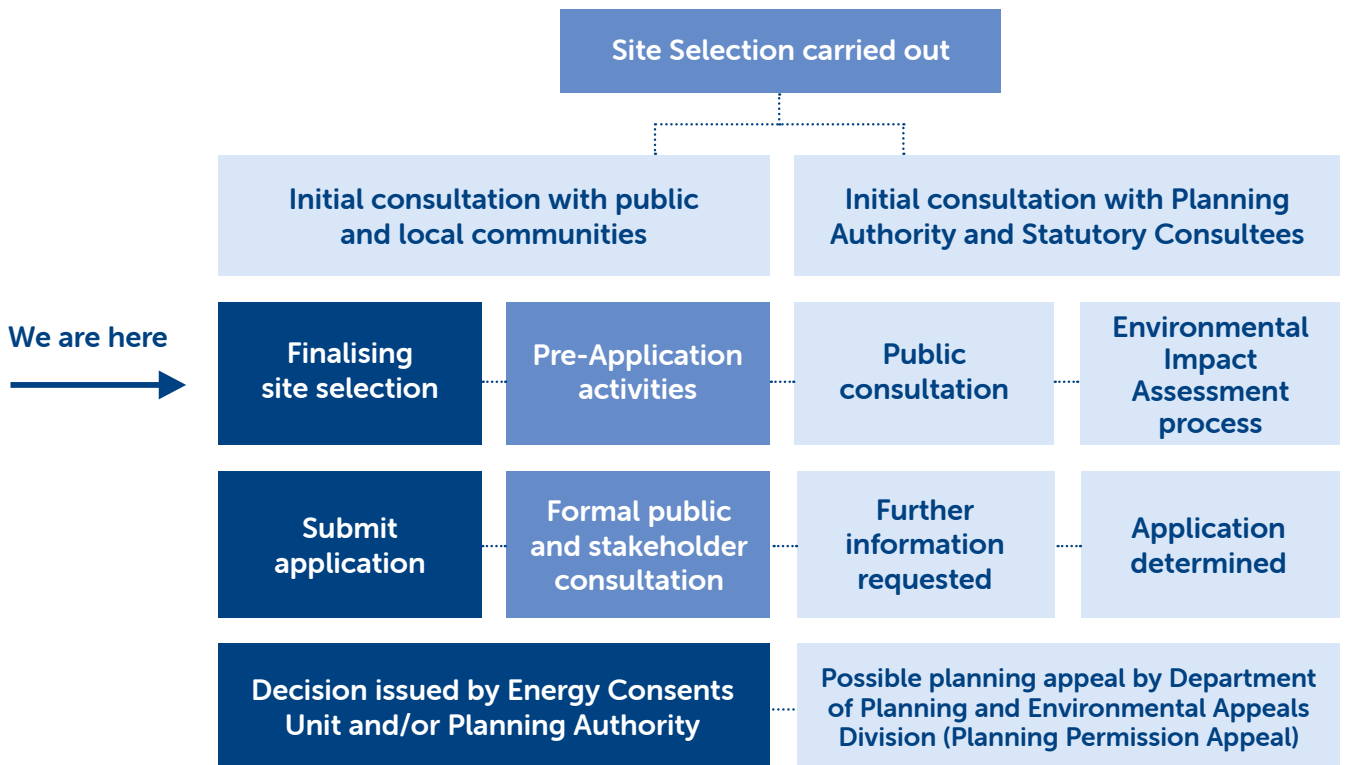 Site Selection carried out
Initial consultation with public
and local communities
Initial consultation with Planning
Authority and Statutory Consultees
We are here
Finalising
site selection
Pre-Application
activities
Public
consultation
Environmental
Impact
Assessment
process
Submit
application
Formal public
and stakeholder
consultation
Further
information
requested
Application
determined
Decision issued by Energy Consents
Unit and/or Planning Authority
Possible planning appeal by Department
of Planning and Environmental Appeals
Division (Planning Permission Appeal)